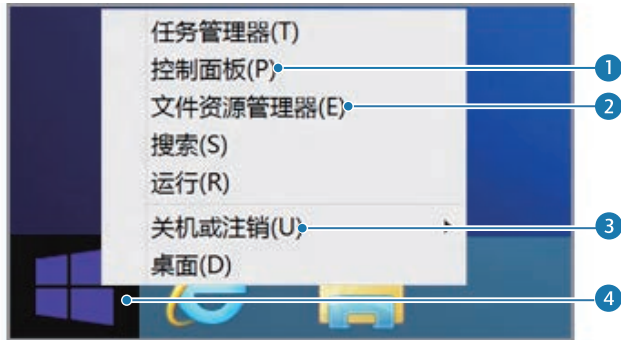 任务管理器(T)
控制面板(P)
1
文件资源管理器(E)
2
搜索(S)
运行(R)
关机或注销(U)
3
桌面(D)
4